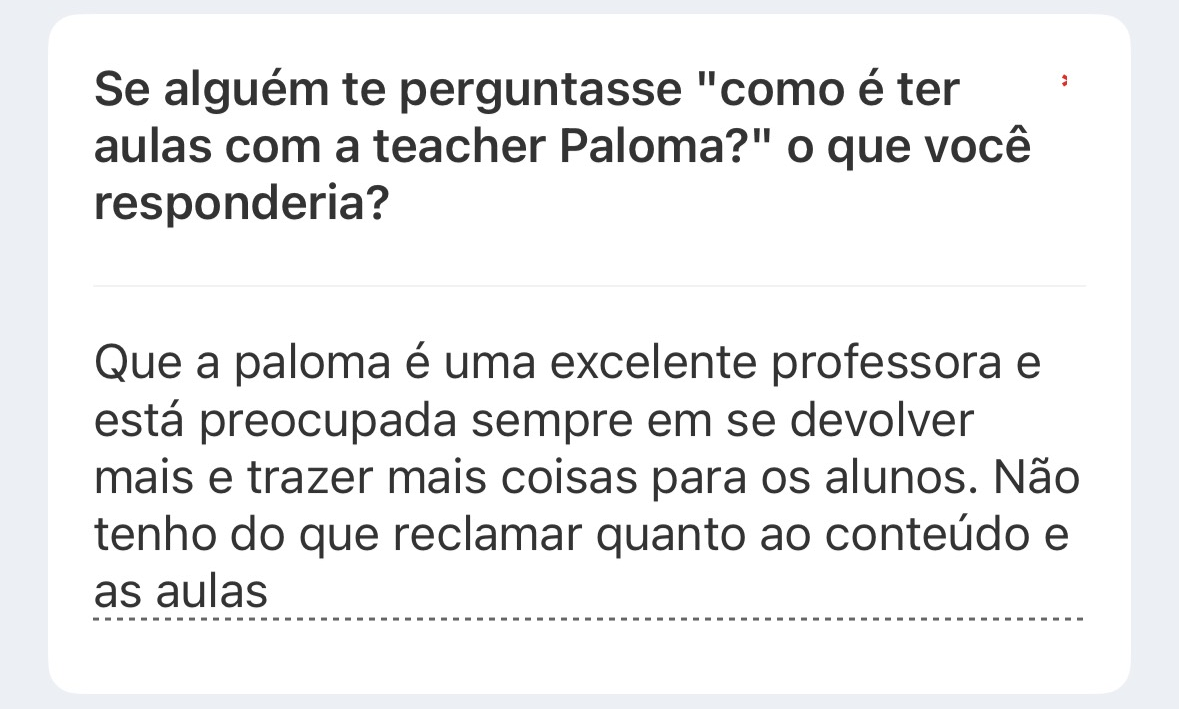 Se alguém te perguntasse "como é ter
aulas com a teacher Paloma?" o que você
responderia?
Que a paloma é uma excelente professora e
está preocupada sempre em se devolver
mais e trazer mais coisas para os alunos. Não
tenho do que reclamar quanto ao conteúdo e
as aulas